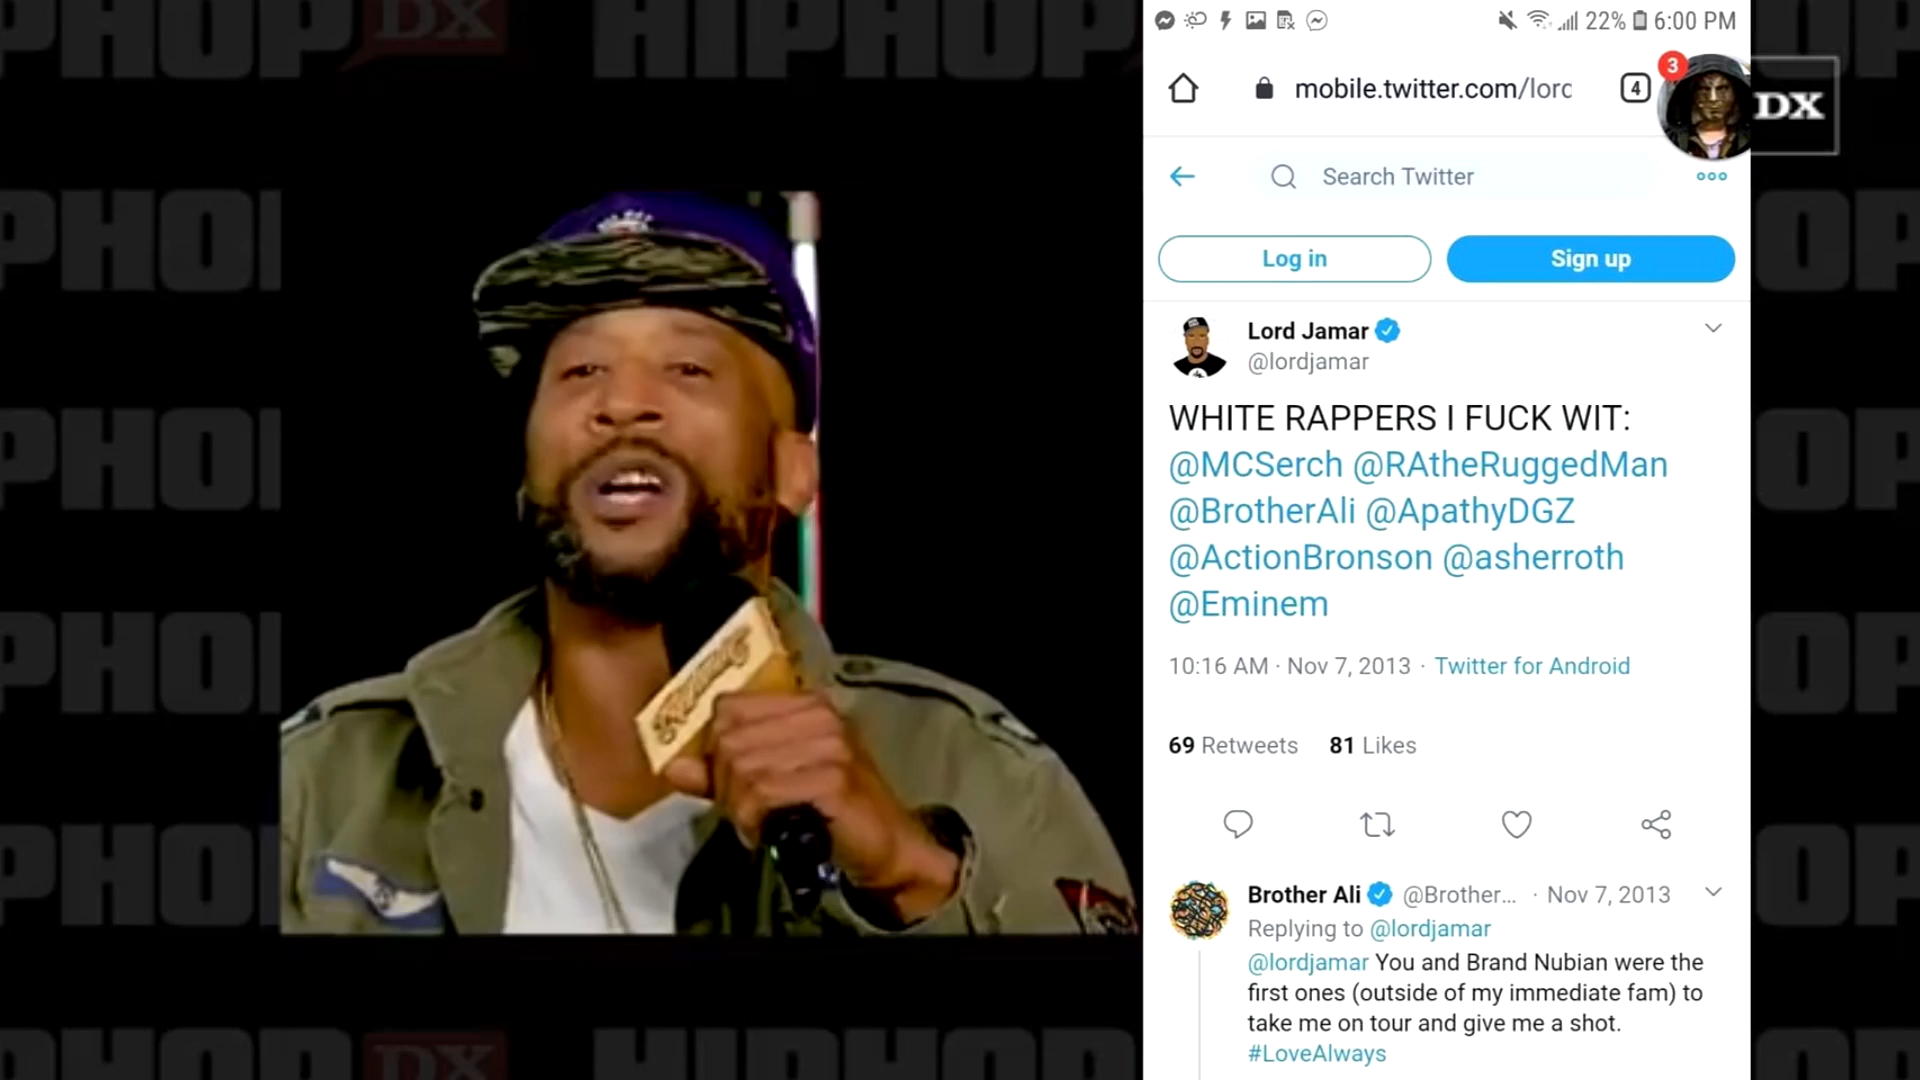 HIPHOP DX
HIPHOP
22% 6:00 PM
mobile.twitter.com/lorc
4
3
DX
Search Twitter
Log in
Sign up
Lord Jamar
@lordjamar
WHITE RAPPERS I FUCK WIT:
@MCSerch @RAtheRuggedMan
@BrotherAli @ApathyDGZ
@ActionBronson @asherroth
@Eminem
10:16 AM · Nov 7, 2013 · Twitter for Android
69 Retweets 81 Likes
Brother Ali @Brother... · Nov 7, 2013
Replying to @lordjamar
@lordjamar You and Brand Nubian were the
first ones (outside of my immediate fam) to
take me on tour and give me a shot.
#LoveAlways